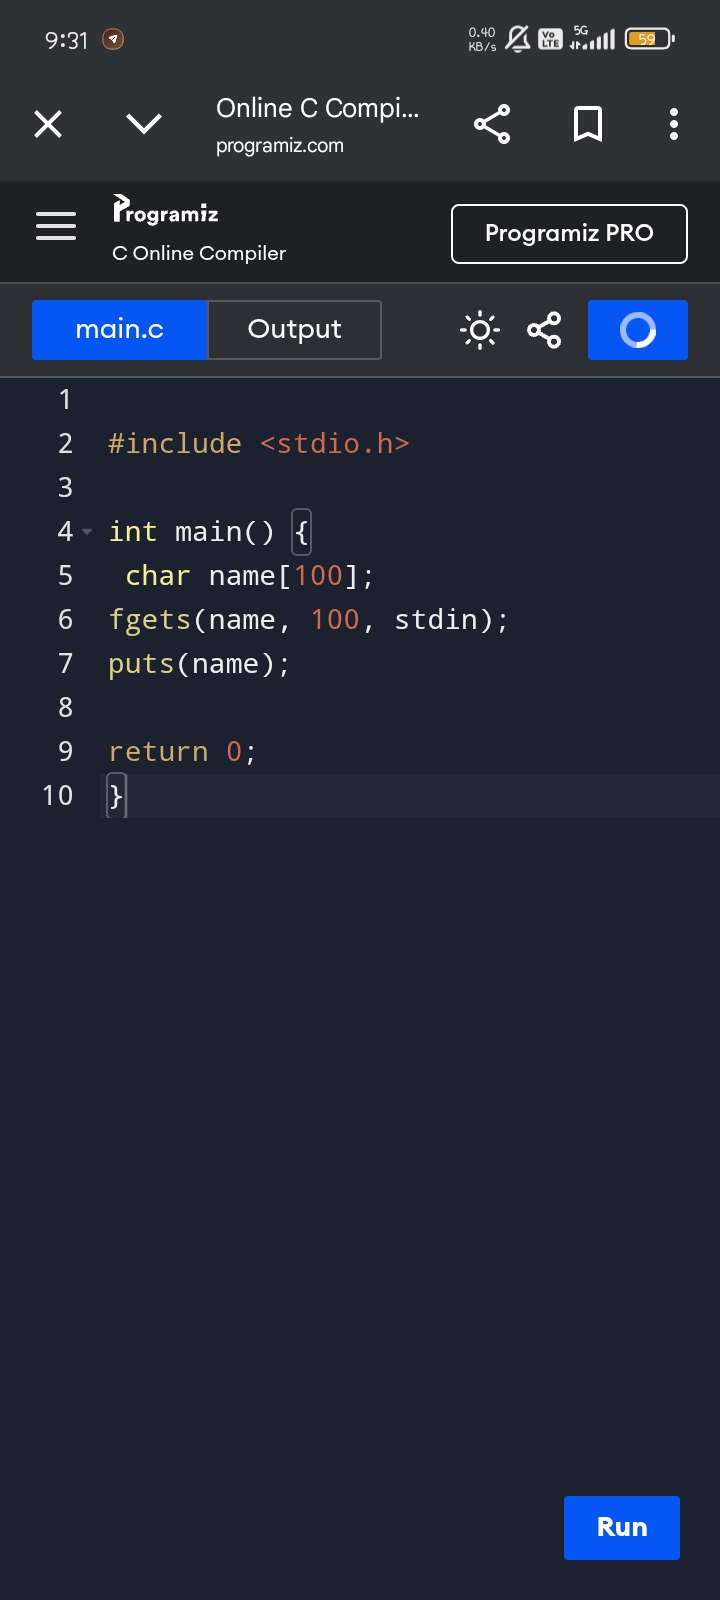 9:31
0.40 KB/s Vo LTE 5G 59
Online C Compi...
programiz.com
Programiz
C Online Compiler
Programiz PRO
main.c Output
1
2 #include <stdio.h>
3
4 int main() {
5 char name[100];
6 fgets(name, 100, stdin);
7 puts(name);
8
9 return 0;
10 }
Run